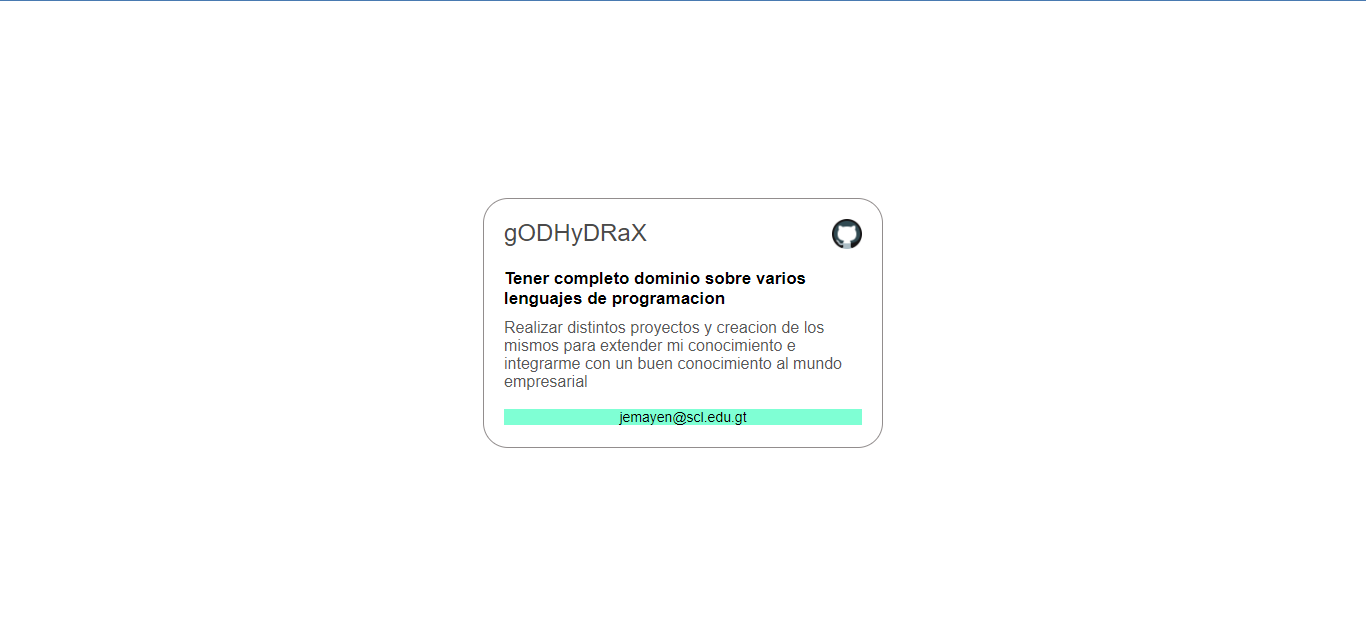 gODHyDRaX
Tener completo dominio sobre varios
lenguajes de programacion
Realizar distintos proyectos y creacion de los
mismos para extender mi conocimiento e
integrarme con un buen conocimiento al mundo
empresarial
jemayen@scl.edu.gt